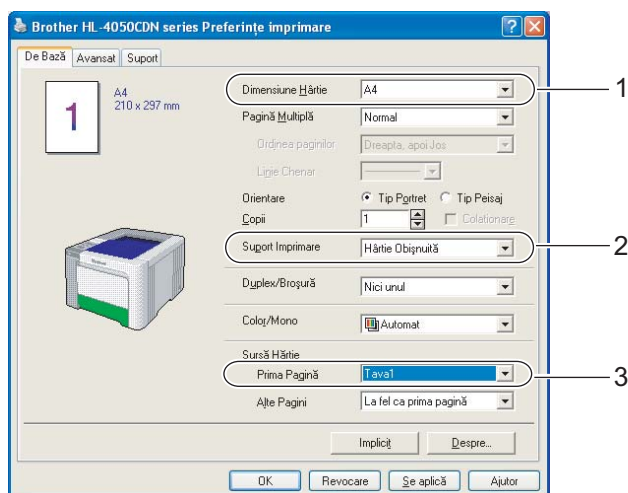 Brother HL-4050CDN series Preferințe imprimare
De Bază Avansat Suport
1
A4
210 x 297 mm
Dimensiune Hârtie A4 1
Pagină Multiplă Normal
Ordinea paginilor Dreapta, apoi Jos
Linie Chenar
Orientare Tip Portret Tip Peisaj
Copii 1 Colationare
Suport Imprimare Hârtie Obișnuită 2
Duplex/Broșură Nici unul
Color/Mono Automat
Sursă Hârtie
Prima Pagină Tava1 3
Alte Pagini La fel ca prima pagină
Implicit Despre...
OK Revocare Se aplică Ajutor